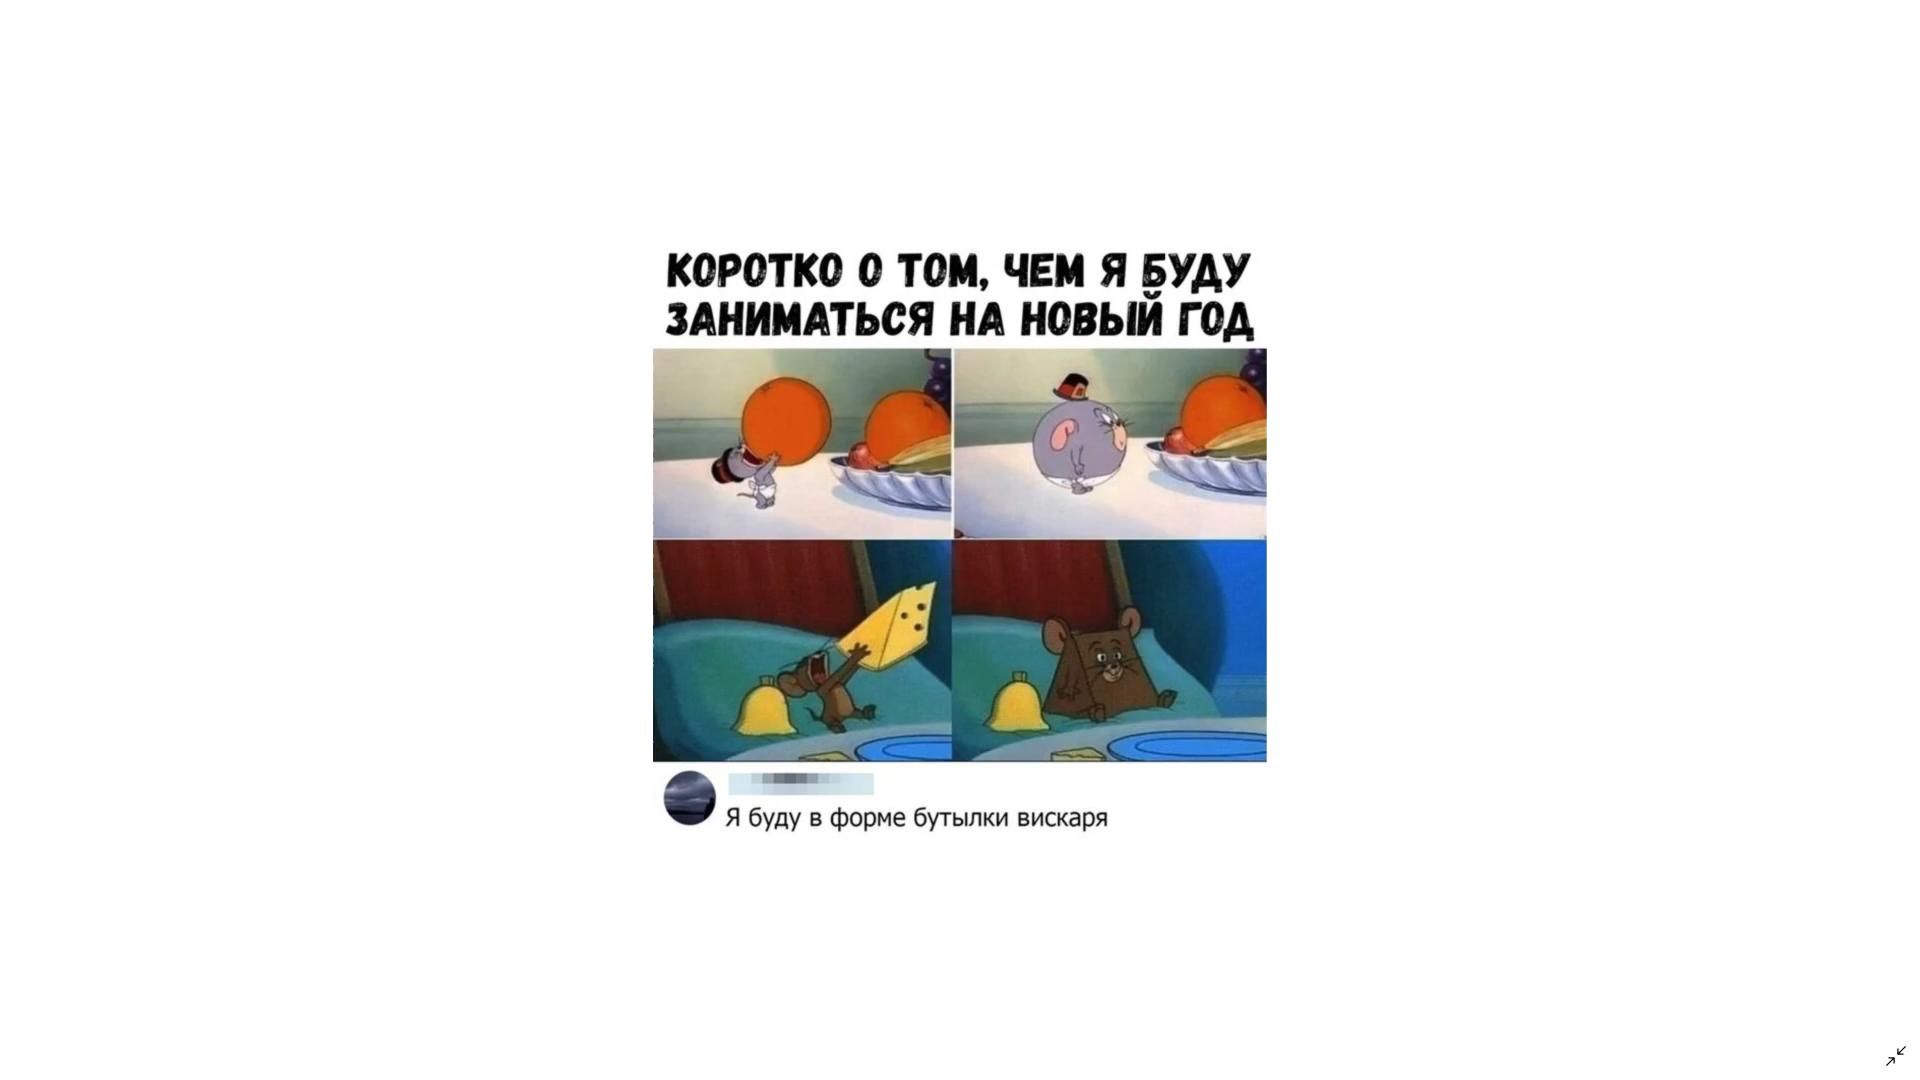 КОРОТКО О ТОМ, ЧЕМ Я БУДУ
ЗАНИМАТЬСЯ НА НОВЫЙ ГОД
Я буду в форме бутылки вискаря